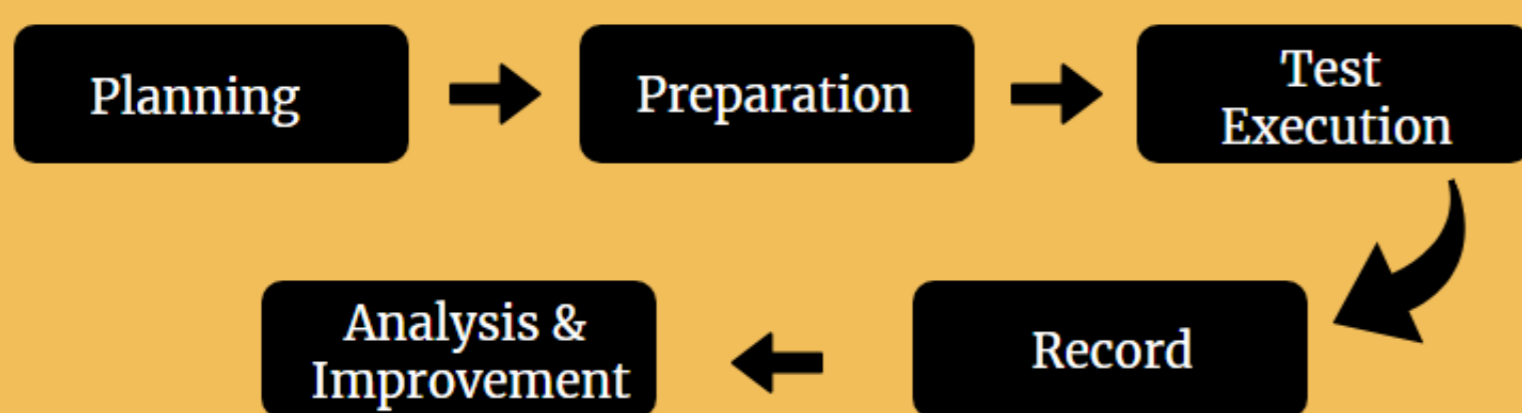 Planning
Preparation
Test
Execution
Record
Analysis &
Improvement